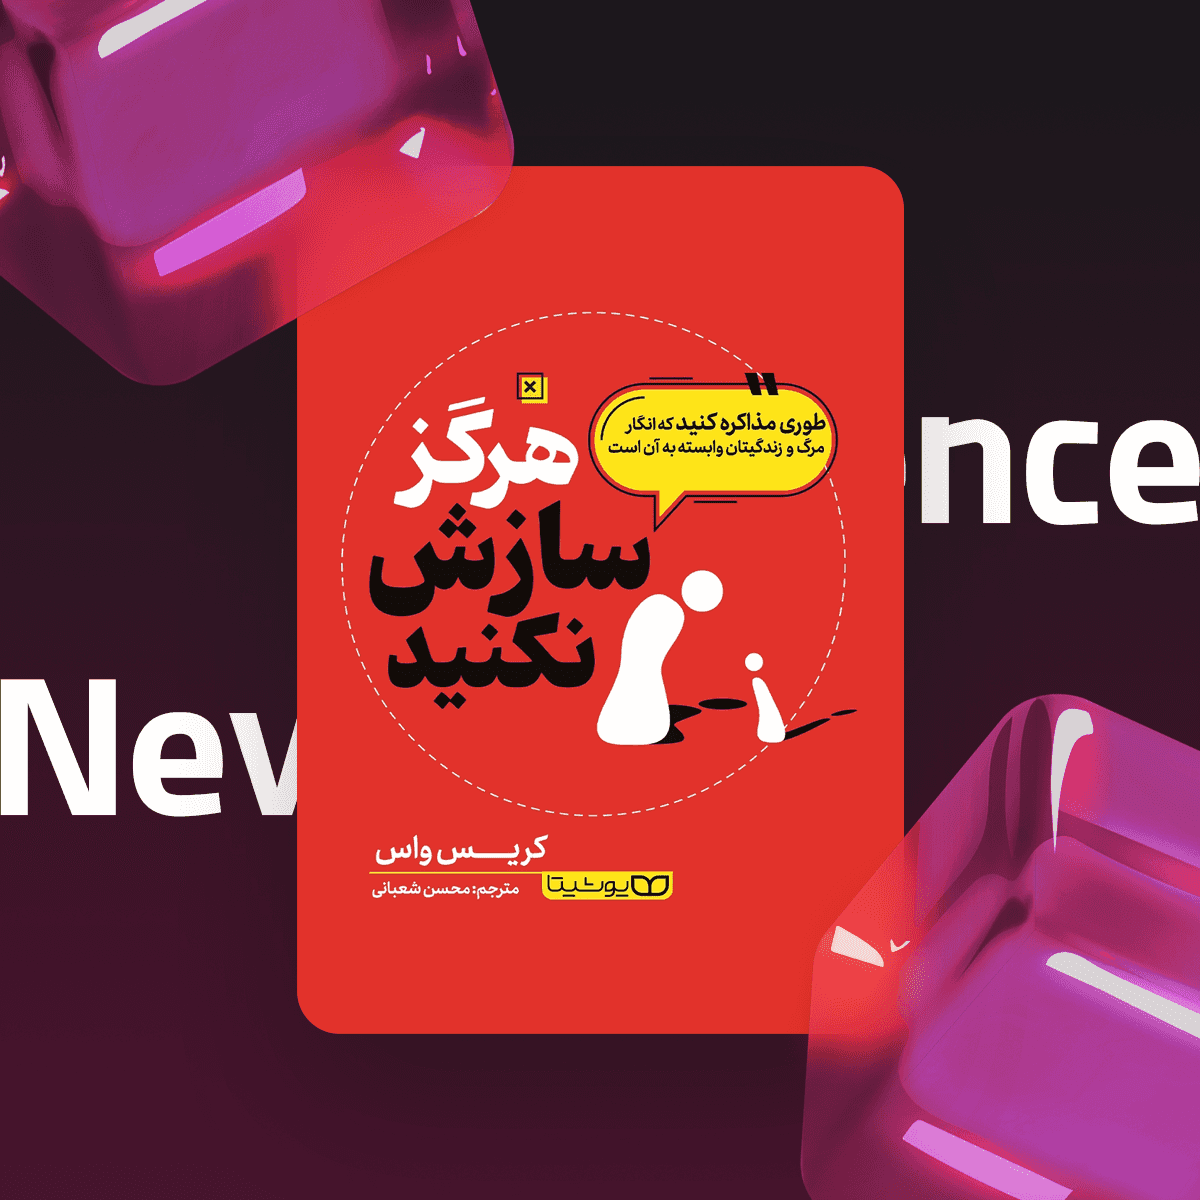 طوری مذاکره کنید که انگار
مرگ و زندگیتان وابسته به آن است
هرگز
سازش
نکنید
nce
Nev
کریس واس
مترجم: محسن شعبانی
یوشیتا